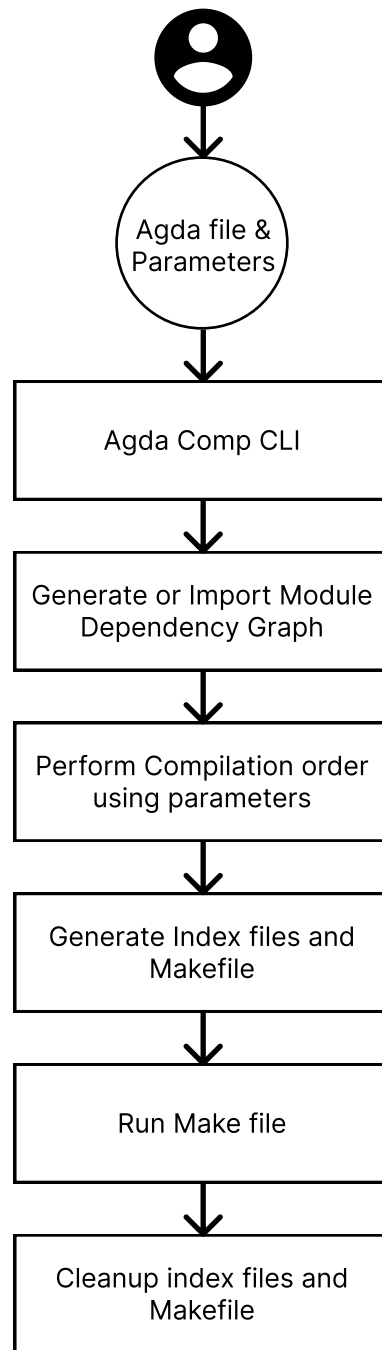 Agda file &
Parameters
Agda Comp CLI
Generate or Import Module
Dependency Graph
Perform Compilation order
using parameters
Generate Index files and
Makefile
Run Make file
Cleanup index files and
Makefile